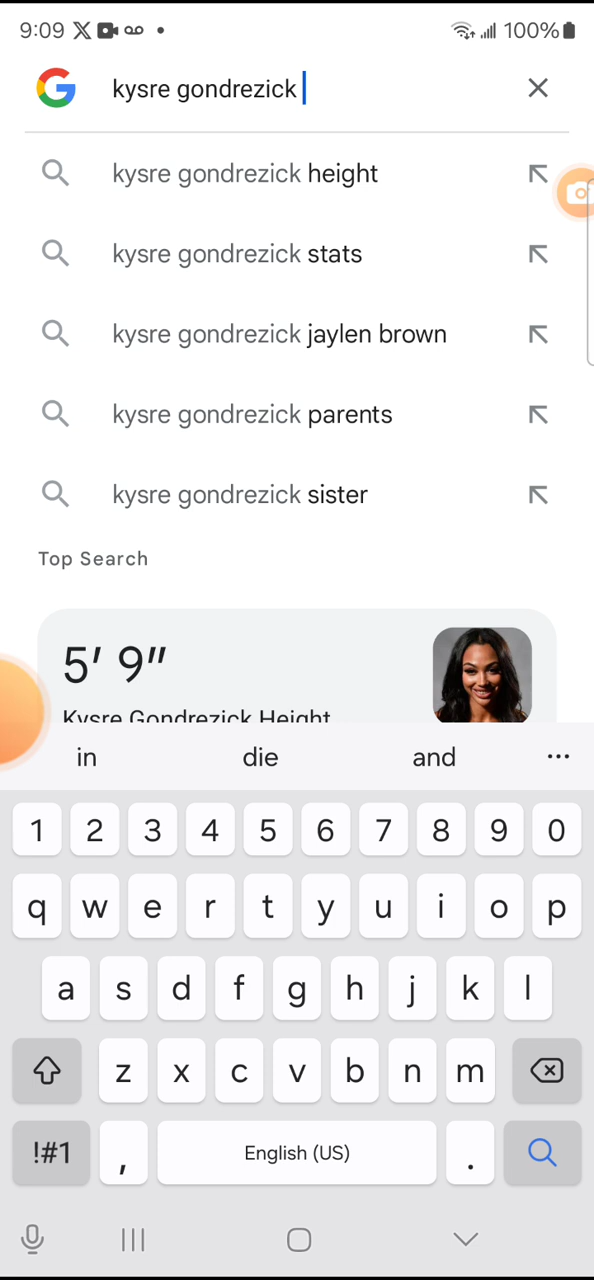 9:09 100%
kysre gondrezick
kysre gondrezick height
kysre gondrezick stats
kysre gondrezick jaylen brown
kysre gondrezick parents
kysre gondrezick sister
Top Search
5' 9"
Kysre Gondrezick Height
in die and ...
1 2 3 4 5 6 7 8 9 0
q w e r t y u i o p
a s d f g h j k l
z x c v b n m
!#1 , English (US) .